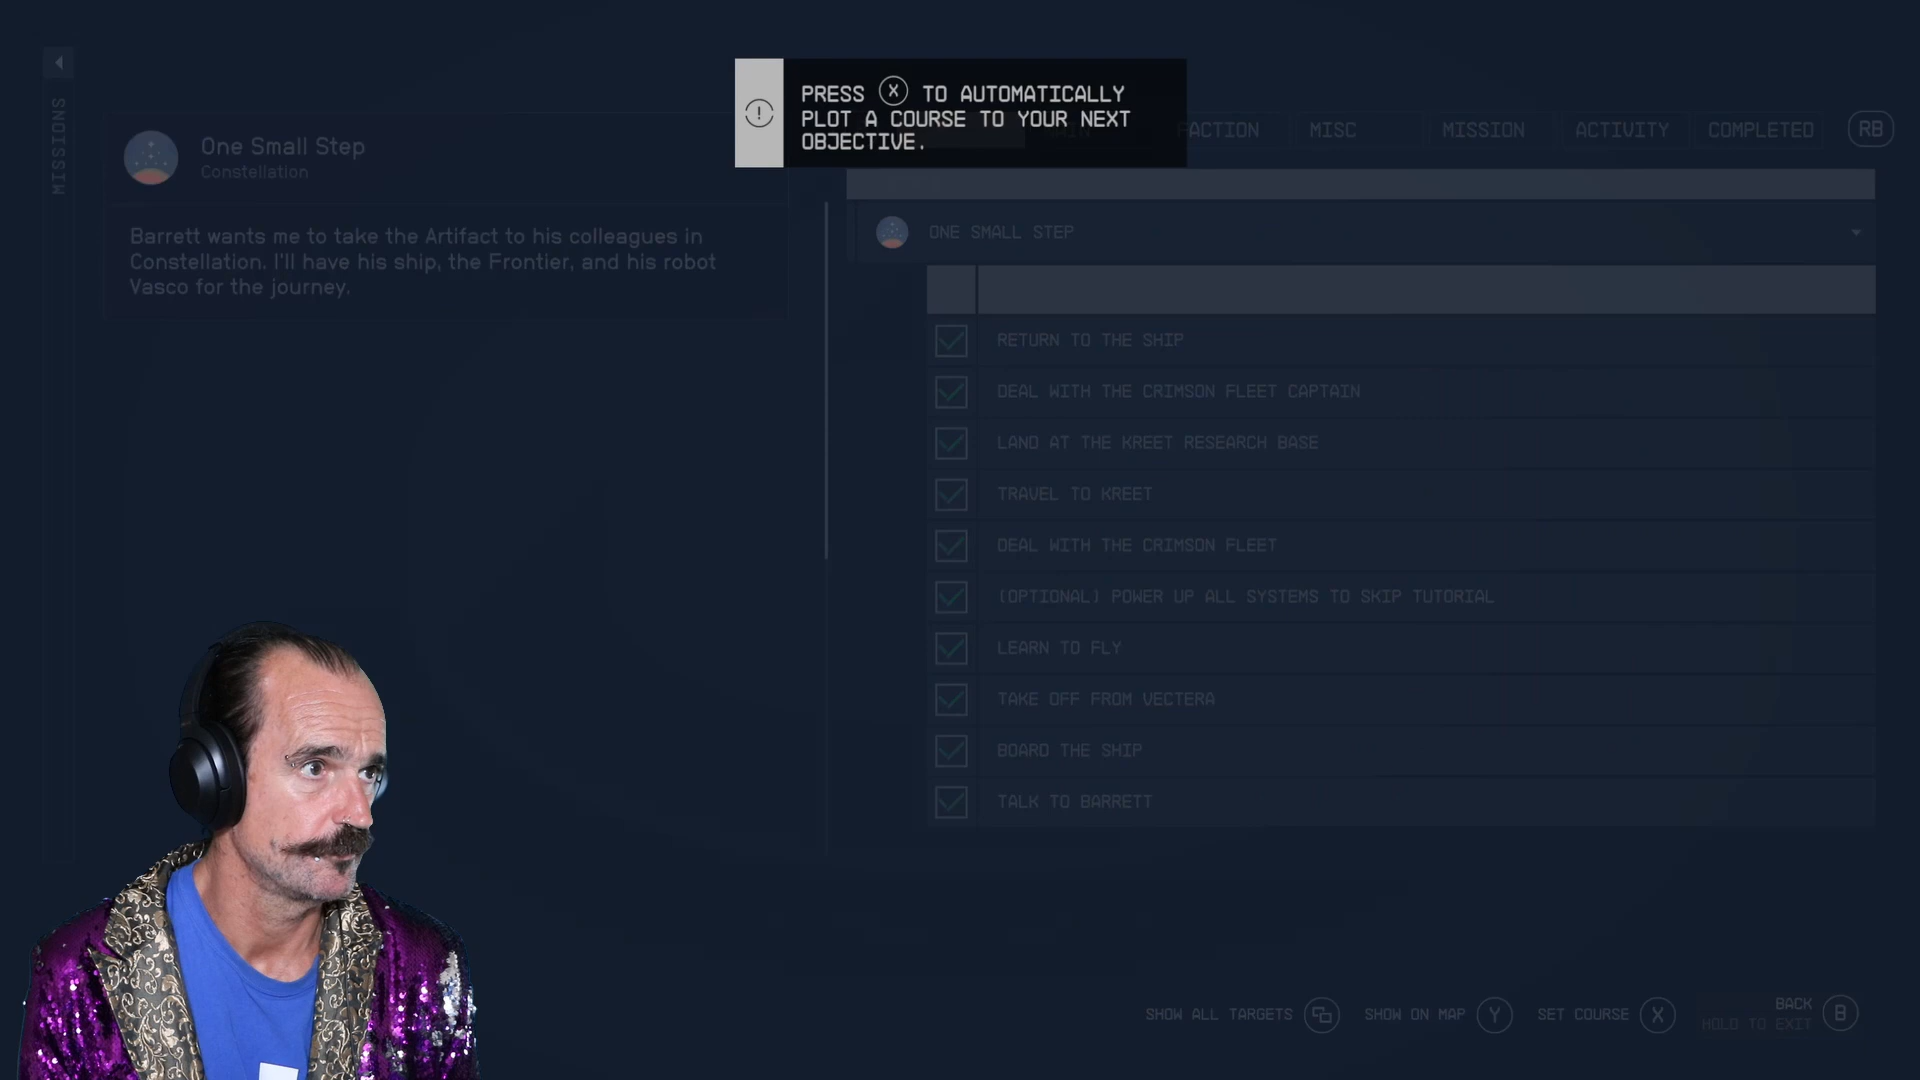 PRESS X TO AUTOMATICALLY
PLOT A COURSE TO YOUR NEXT
OBJECTIVE.
MISSIONS
One Small Step
Constellation
Barrett wants me to take the Artifact to his colleagues in
Constellation. I'll have his ship, the Frontier, and his robot
Vasco for the journey.
FACTION MISC MISSION ACTIVITY COMPLETED RB
ONE SMALL STEP
RETURN TO THE SHIP
DEAL WITH THE CRIMSON FLEET CAPTAIN
LAND AT THE KREET RESEARCH BASE
TRAVEL TO KREET
DEAL WITH THE CRIMSON FLEET
(OPTIONAL) POWER UP ALL SYSTEMS TO SKIP TUTORIAL
LEARN TO FLY
TAKE OFF FROM VECTERA
BOARD THE SHIP
TALK TO BARRETT
SHOW ALL TARGETS SHOW ON MAP Y SET COURSE X BACK B
HOLD TO EXIT